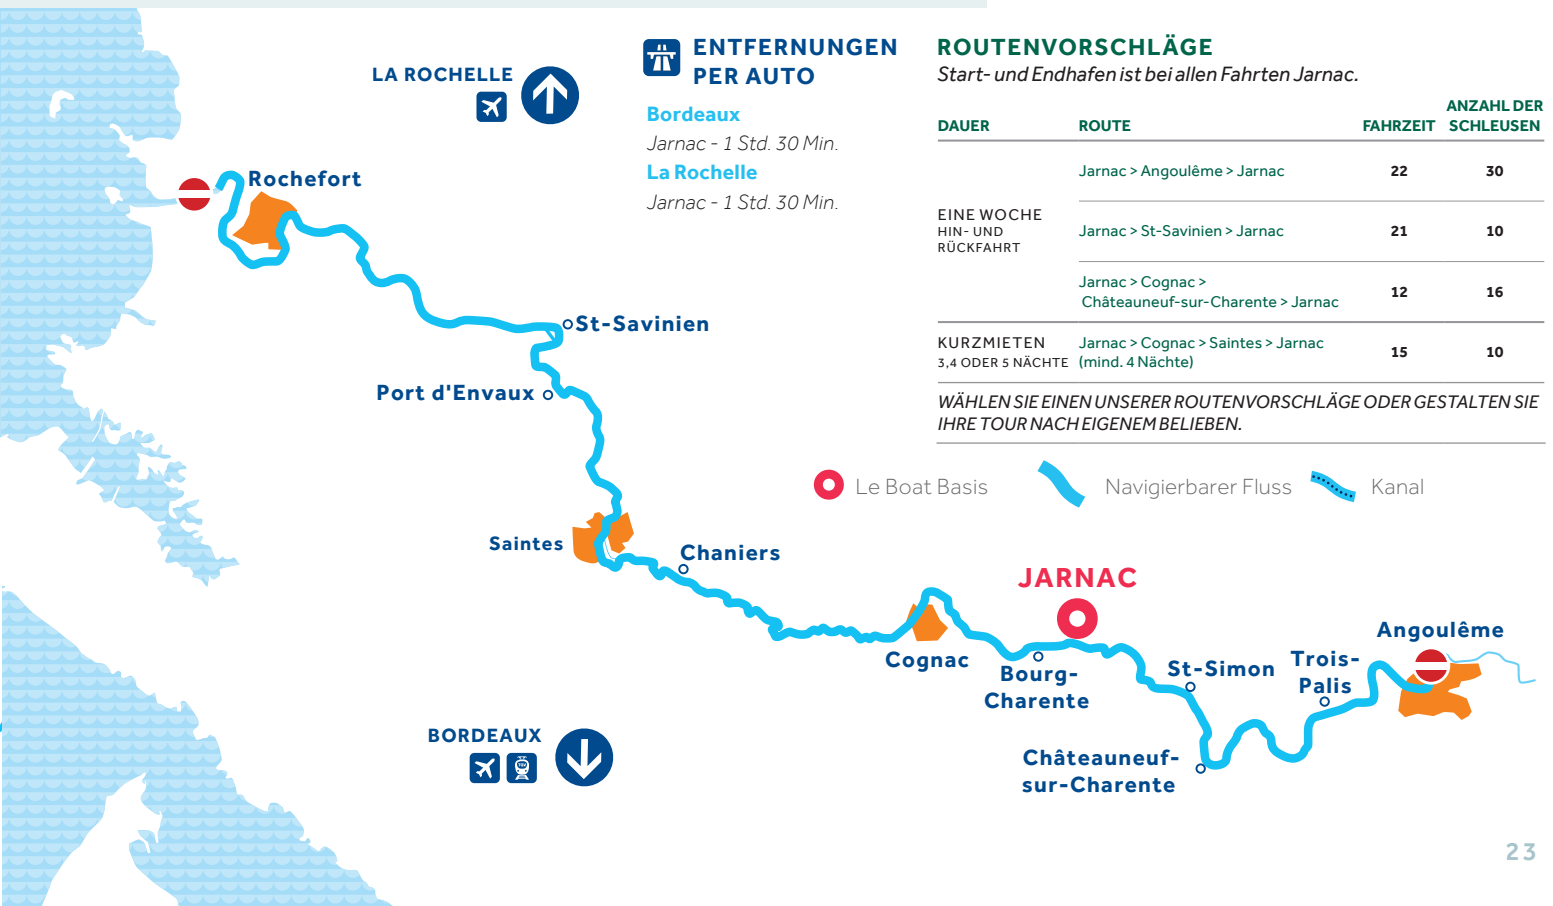 LA ROCHELLE
ENTFERNUNGEN
PER AUTO
Bordeaux
Jarnac - 1 Std. 30 Min.
La Rochelle
Jarnac - 1 Std. 30 Min.
ROUTENVORSCHLÄGE
Start- und Endhafen ist bei allen Fahrten Jarnac.
DAUER ROUTE FAHRZEIT ANZAHL DER
SCHLEUSEN
EINE WOCHE
HIN- UND
RÜCKFAHRT
Jarnac > Angoulême > Jarnac 22 30
Jarnac > St-Savinien > Jarnac 21 10
Jarnac > Cognac >
Châteauneuf-sur-Charente > Jarnac 12 16
KURZMIETEN
3,4 ODER 5 NÄCHTE
Jarnac > Cognac > Saintes > Jarnac
(mind. 4 Nächte) 15 10
WÄHLEN SIE EINEN UNSERER ROUTENVORSCHLÄGE ODER GESTALTEN SIE
IHRE TOUR NACH EIGENEM BELIEBEN.
Le Boat Basis Navigierbarer Fluss Kanal
Rochefort
St-Savinien
Port d'Envaux
Saintes
Chaniers
Cognac
JARNAC
Bourg-
Charente
St-Simon
Trois-
Palis
Angoulême
Châteauneuf-
sur-Charente
BORDEAUX
TGV
23